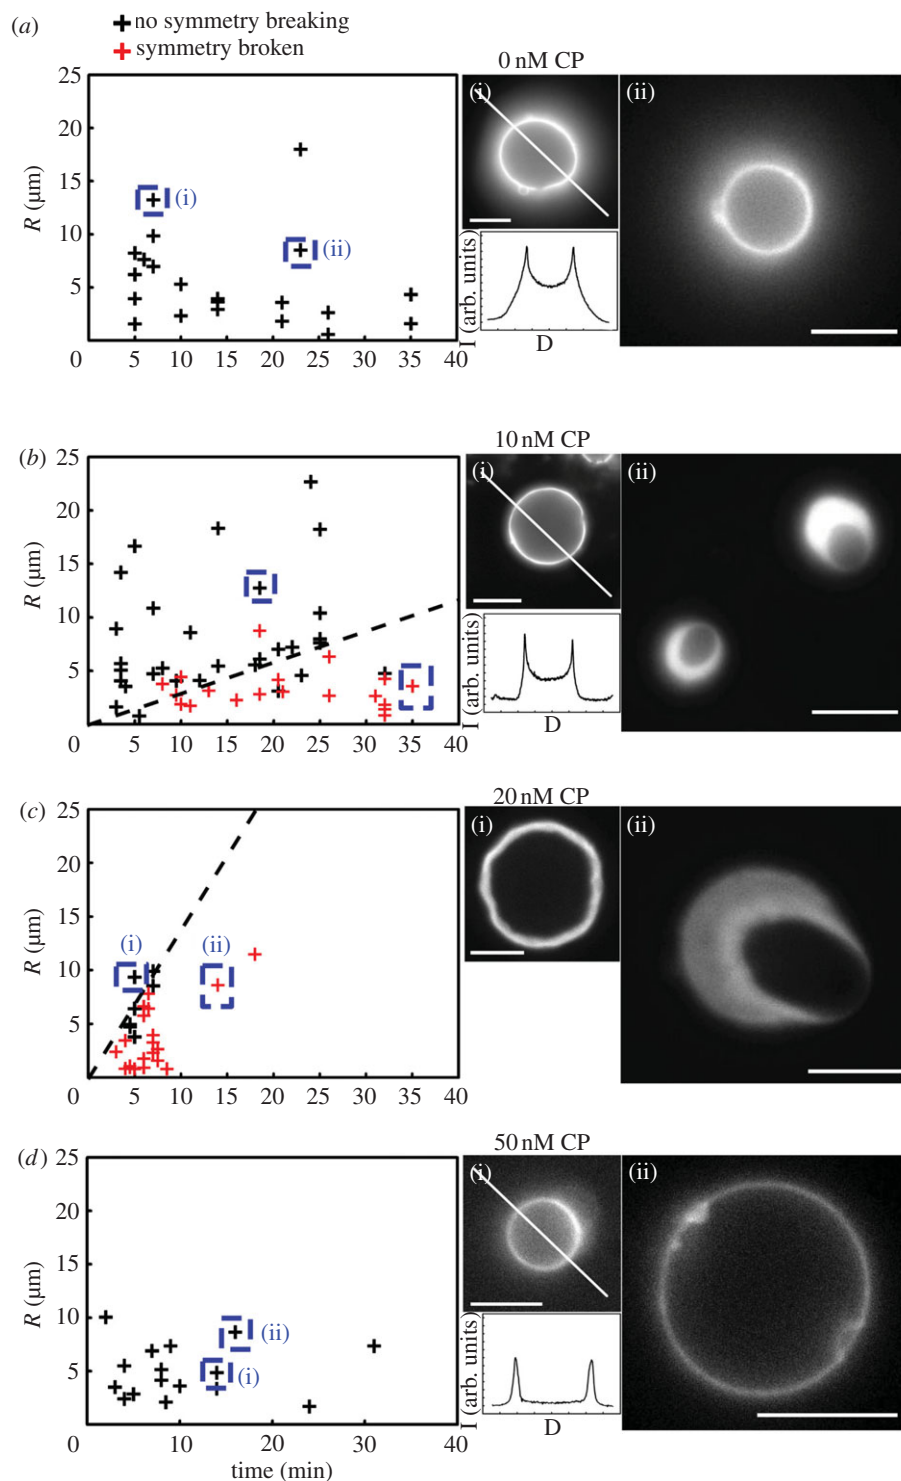 (a)
no symmetry breaking
symmetry broken
0 nM CP
25
20
15
10
5
0
R (µm)
(i)
(ii)
5 10 15 20 25 30 35 40
(i)
I (arb. units)
D
(ii)
(b)
10 nM CP
25
20
15
10
5
0
R (µm)
5 10 15 20 25 30 35 40
(i)
I (arb. units)
D
(ii)
(c)
20 nM CP
25
20
15
10
5
0
R (µm)
(i)
(ii)
5 10 15 20 25 30 35 40
(i)
(ii)
(d)
50 nM CP
25
20
15
10
5
0
R (µm)
(ii)
(i)
10 20 30 40
time (min)
(i)
I (arb. units)
D
(ii)